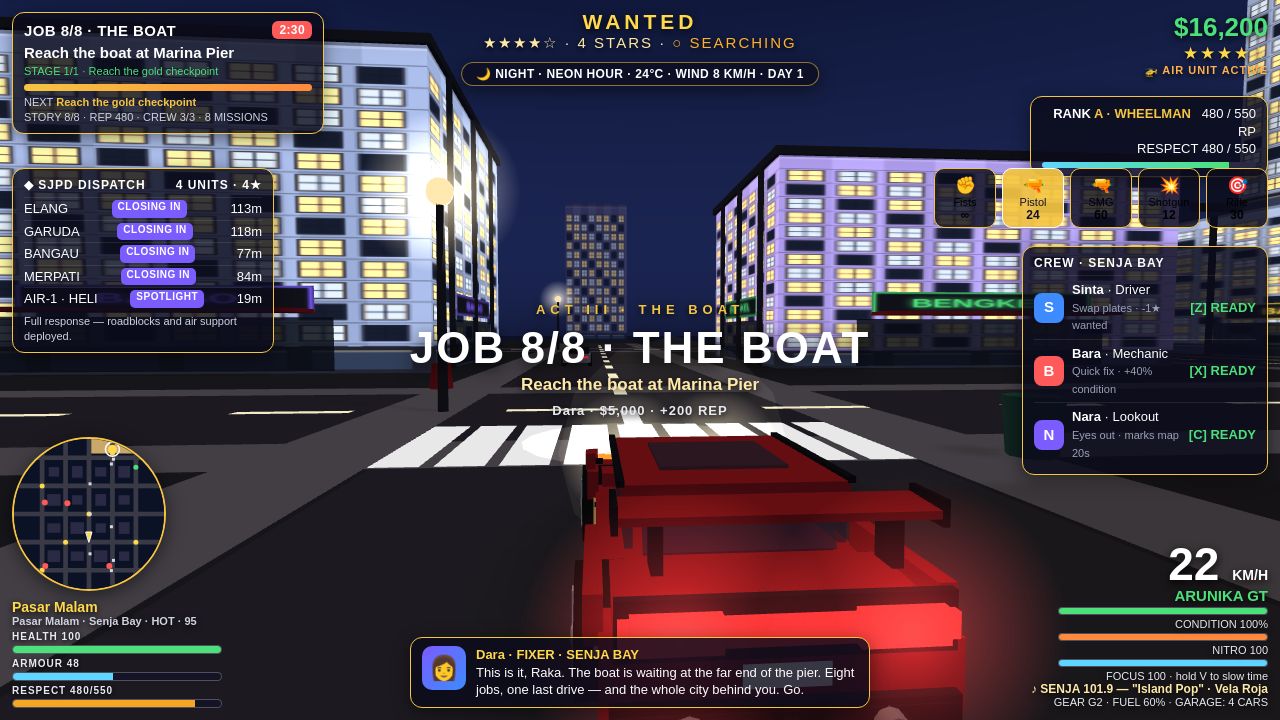 JOB 8/8 · THE BOAT 2:30
Reach the boat at Marina Pier
STAGE 1/1 · Reach the gold checkpoint
NEXT Reach the gold checkpoint
REP 480 · CREW 3/3 · 8 MISSIONS
WANTED
★★★★☆ · 4 STARS · ○ SEARCHING
🌙 NIGHT · NEON HOUR · 24°C · WIND 8 KM/H · DAY 1
$16,200
★★★★
🚁 AIR UNIT ACTIVE
RANK A · WHEELMAN 480 / 550
RP
RESPECT 480 / 550
◆ SJPD DISPATCH 4 UNITS · 4★
ELANG CLOSING IN 113m
GARUDA CLOSING IN 118m
BANGAU CLOSING IN 77m
MERPATI CLOSING IN 84m
AIR-1 · HELI SPOTLIGHT 19m
Full response — roadblocks and air support
deployed.
Fists
∞
Pistol
24
SMG
60
Shotgun
12
30
CREW · SENJA BAY
S
Sinta · Driver
Swap plates · -1★
wanted
[Z] READY
B
Bara · Mechanic
Quick fix · +40%
condition
[X] READY
N
Nara · Lookout
Eyes out · marks map
20s
[C] READY
ACT III · THE BOAT
JOB 8/8 · THE BOAT
Reach the boat at Marina Pier
Dara · $5,000 · +200 REP
Pasar Malam
Pasar Malam · Senja Bay · HOT · 95
HEALTH 100
ARMOUR 48
RESPECT 480/550
Dara · FIXER · SENJA BAY
This is it, Raka. The boat is waiting at the far end of the pier. Eight
jobs, one last drive — and the whole city behind you. Go.
22 KM/H
ARUNIKA GT
CONDITION 100%
NITRO 100
FOCUS 100 · hold V to slow time
♪ SENJA 101.9 — "Island Pop" · Vela Roja
GEAR G2 · FUEL 60% · GARAGE: 4 CARS